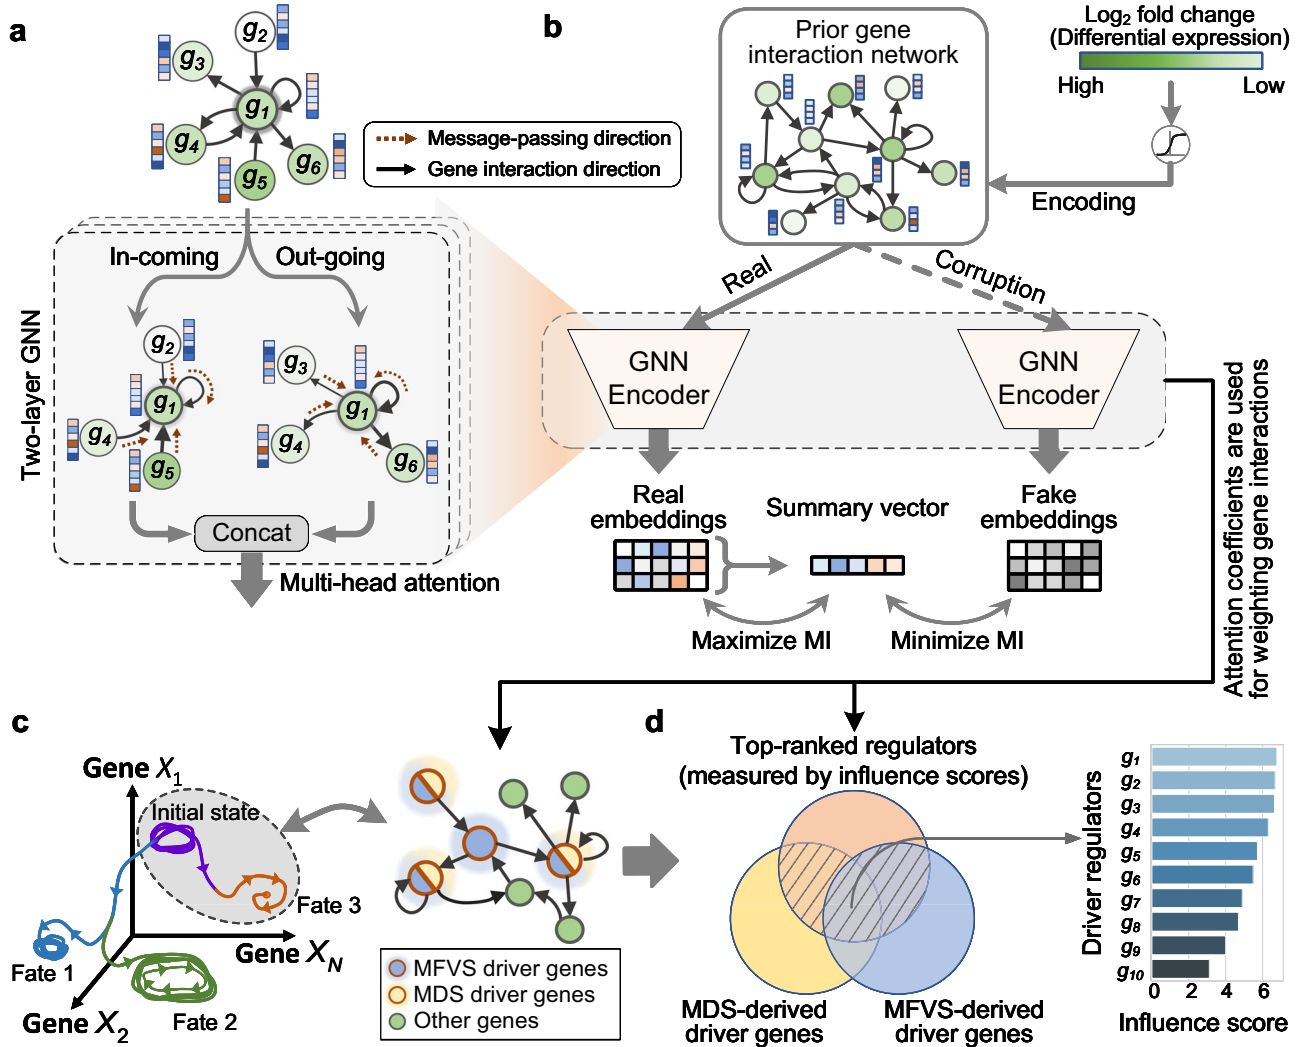 a
g2
g3
g1
g4
g5
g6
Message-passing direction
Gene interaction direction
Two-layer GNN
In-coming
Out-going
g2
g1
g4
g5
g3
g1
g4
g6
Concat
Multi-head attention
b
Prior gene
interaction network
Log2 fold change
(Differential expression)
High
Low
Encoding
Real
Corruption
GNN
Encoder
GNN
Encoder
Real
embeddings
Summary vector
Fake
embeddings
Maximize MI
Minimize MI
Attention coefficients are used
for weighting gene interactions
c
Gene X1
Initial state
Fate 3
Gene XN
Fate 1
Gene X2
Fate 2
MFVS driver genes
MDS driver genes
Other genes
d
Top-ranked regulators
(measured by influence scores)
MDS-derived
driver genes
MFVS-derived
driver genes
Driver regulators
g1
g2
g3
g4
g5
g6
g7
g8
g9
g10
0 2 4 6
Influence score